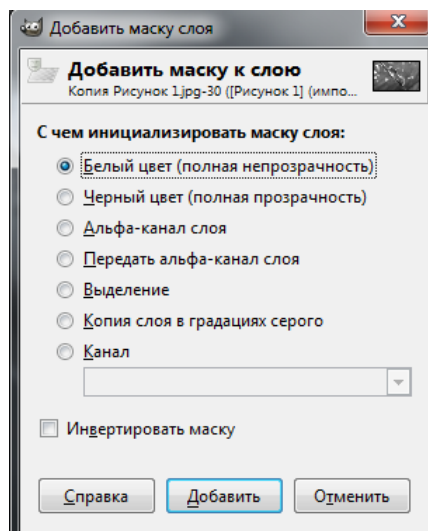 Добавить маску слоя
Добавить маску к слою
Копия Рисунок 1.jpg-30 ([Рисунок 1] (импо...
С чем инициализировать маску слоя:
Белый цвет (полная непрозрачность)
Черный цвет (полная прозрачность)
Альфа-канал слоя
Передать альфа-канал слоя
Выделение
Копия слоя в градациях серого
Канал
Инвертировать маску
Справка Добавить Отменить